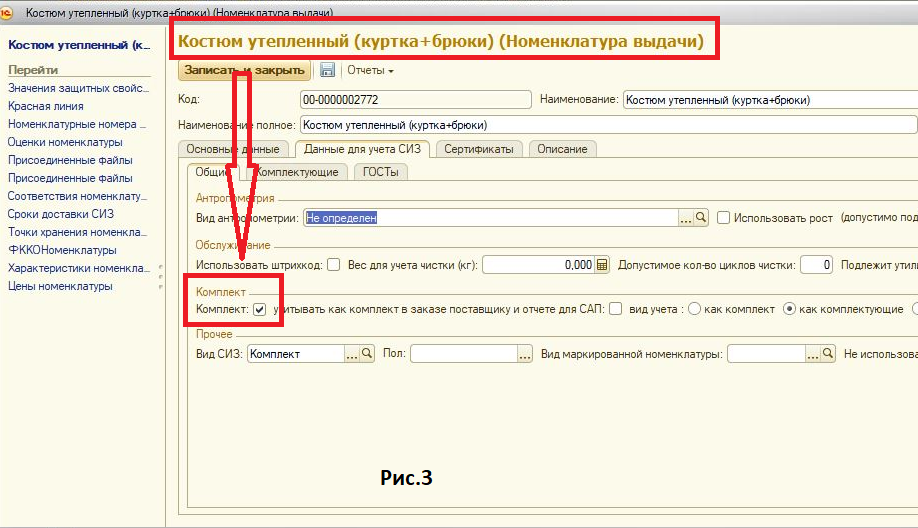 Костюм утепленный (куртка+брюки) (Номенклатура выдачи)
Костюм утепленный (к...
Костюм утепленный (куртка+брюки) (Номенклатура выдачи)
Перейти
Записать и закрыть
Отчеты
Значения защитных свойс...
Красная линия
Номенклатурные номера ...
Оценки номенклатуры
Присоединенные файлы
Присоединенные файлы
Соответствия номенклату...
Сроки доставки СИЗ
Точки хранения номенкла...
ФККОНоменклатуры
Характеристики номенкла...
Цены номенклатуры
Код: 00-0000002772 Наименование: Костюм утепленный (куртка+брюки)
Наименование полное: Костюм утепленный (куртка+брюки)
Основные данные Данные для учета СИЗ Сертификаты Описание
Общие Комплектующие ГОСТы
Антропометрия
Вид антропометрии: Не определен ... Использовать рост (допустимо под
Обслуживание
Использовать штрихкод: Вес для учета чистки (кг): 0,000 Допустимое кол-во циклов чистки: 0 Подлежит утили
Комплект
Комплект: учитывать как комплект в заказе поставщику и отчете для САП: вид учета : как комплект как комплектующие
Прочее
Вид СИЗ: Комплект ... Пол: ... Вид маркированной номенклатуры: ... Не использова
Рис.3